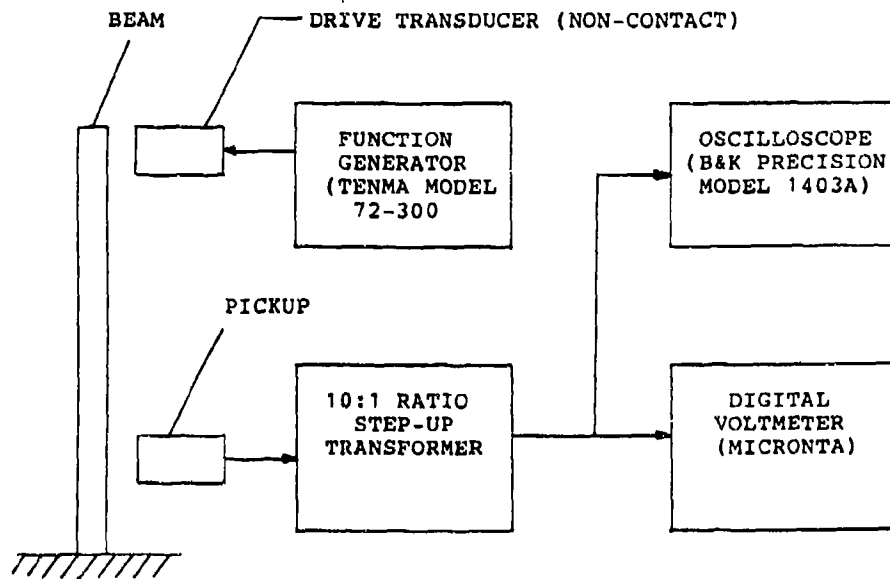 BEAM
DRIVE TRANSDUCER (NON-CONTACT)
FUNCTION
GENERATOR
(TENMA MODEL
72-300
OSCILLOSCOPE
(B&K PRECISION
MODEL 1403A)
PICKUP
10:1 RATIO
STEP-UP
TRANSFORMER
DIGITAL
VOLTMETER
(MICRONTA)